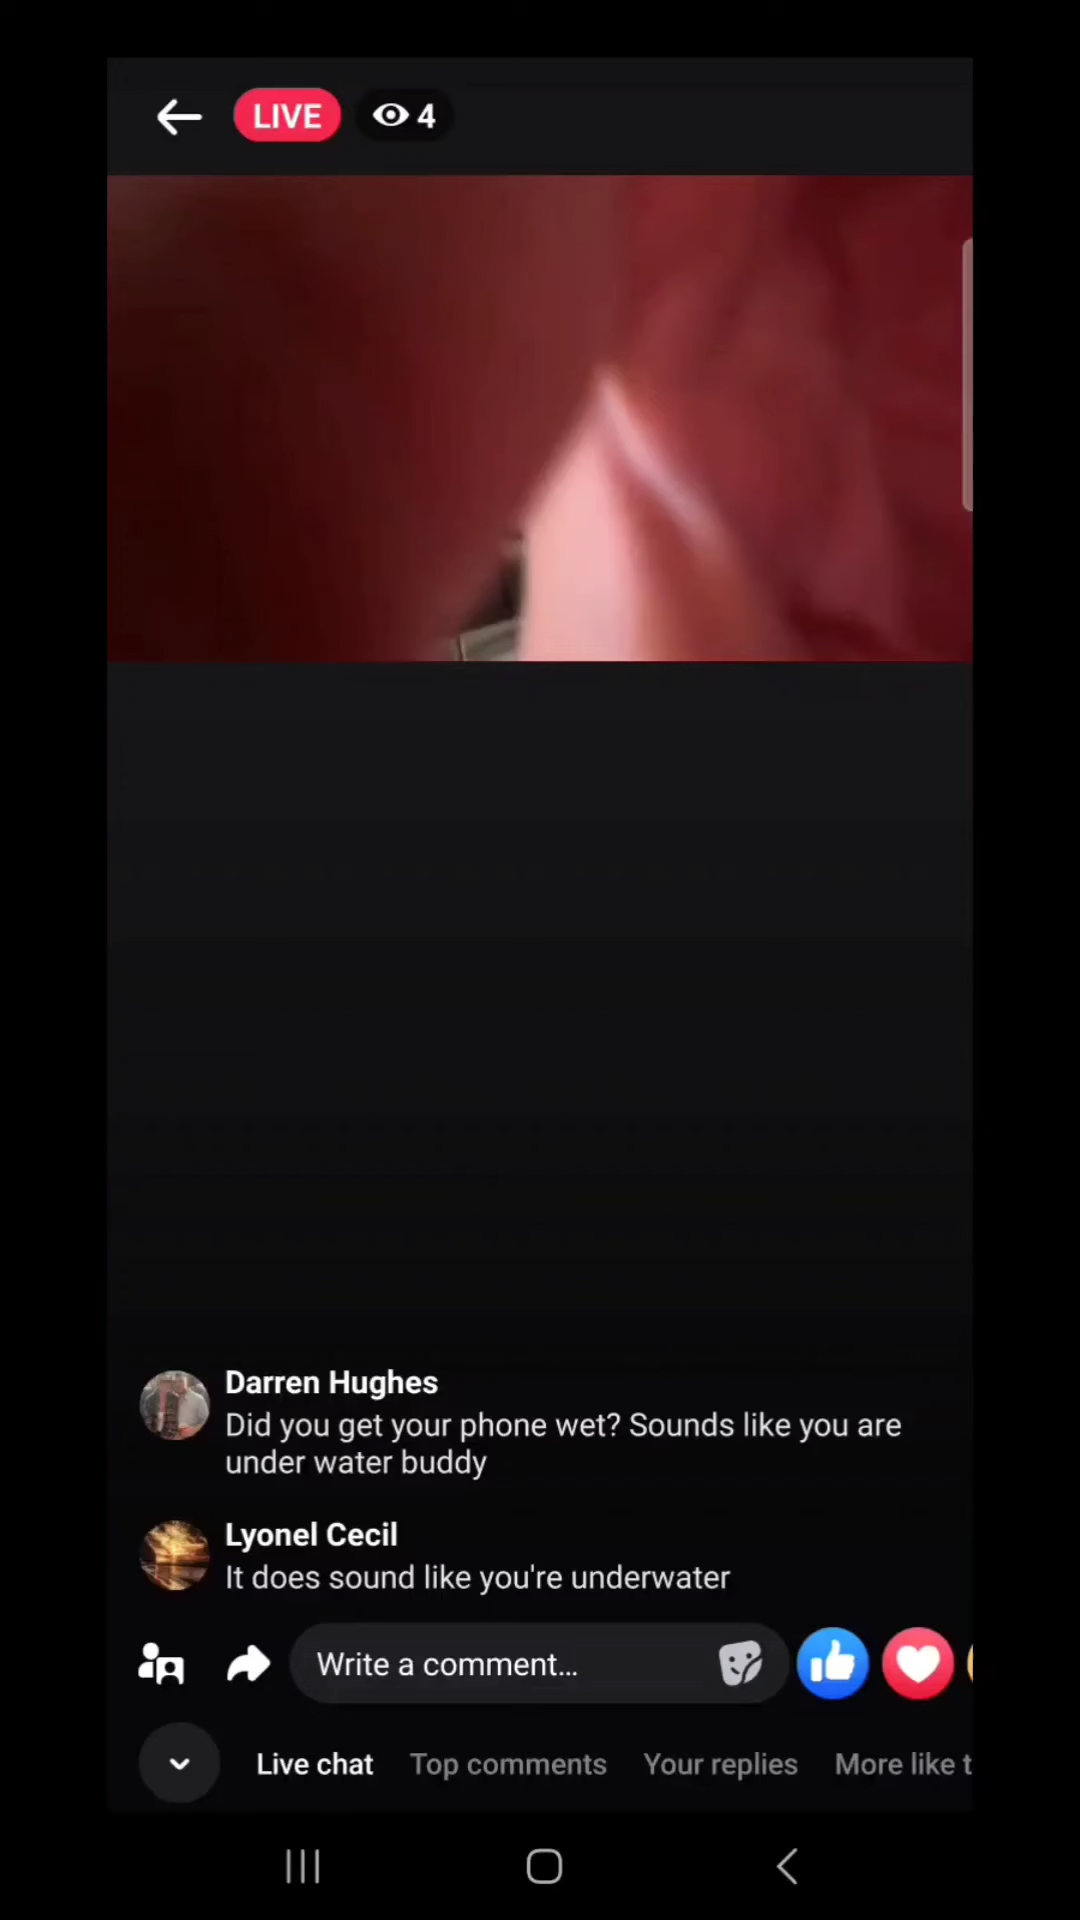 LIVE 4
Darren Hughes
Did you get your phone wet? Sounds like you are
under water buddy
Lyonel Cecil
It does sound like you're underwater
Write a comment...
Live chat Top comments Your replies More like t